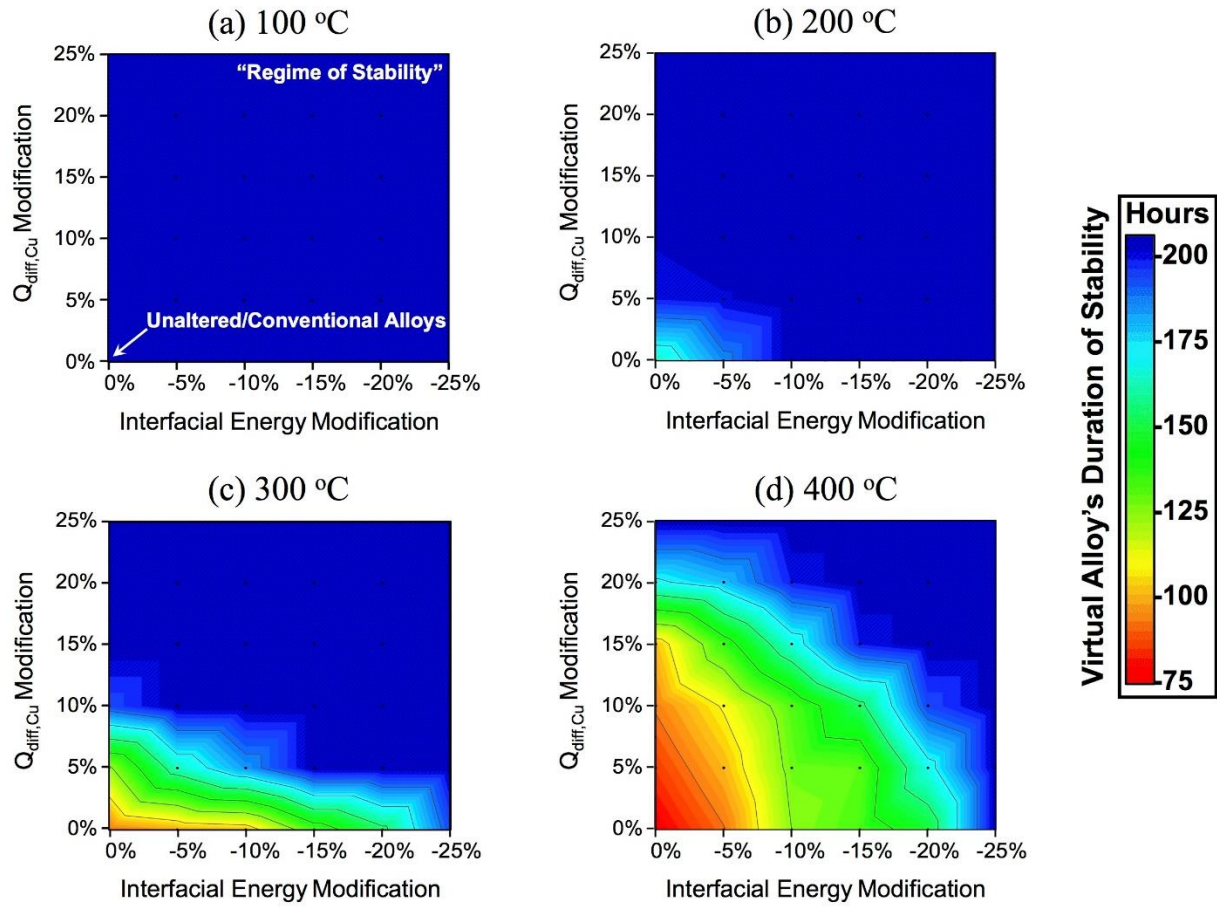 (a) 100 °C
25%
20%
15%
10%
5%
0%
Q_diff,Cu Modification
"Regime of Stability"
Unaltered/Conventional Alloys
0% -5% -10% -15% -20% -25%
Interfacial Energy Modification
(b) 200 °C
25%
20%
15%
10%
5%
0%
Q_diff,Cu Modification
0% -5% -10% -15% -20% -25%
Interfacial Energy Modification
(c) 300 °C
25%
20%
15%
10%
5%
0%
Q_diff,Cu Modification
0% -5% -10% -15% -20% -25%
Interfacial Energy Modification
(d) 400 °C
25%
20%
15%
10%
5%
0%
Q_diff,Cu Modification
0% -5% -10% -15% -20% -25%
Interfacial Energy Modification
Virtual Alloy's Duration of Stability
Hours
200
175
150
125
100
75